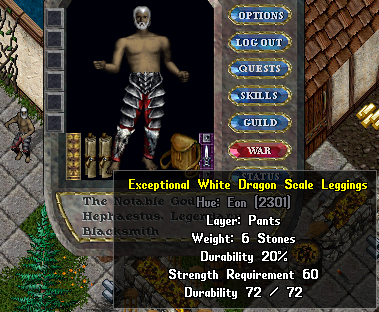 OPTIONS
LOG OUT
QUESTS
SKILLS
GUILD
WAR
STATUS
The Notable God
Hephaestus, Legen
Blacksmith
Exceptional White Dragon Scale Leggings
Hue: Eon (2301)
Layer: Pants
Weight: 6 Stones
Durability 20%
Strength Requirement 60
Durability 72 / 72